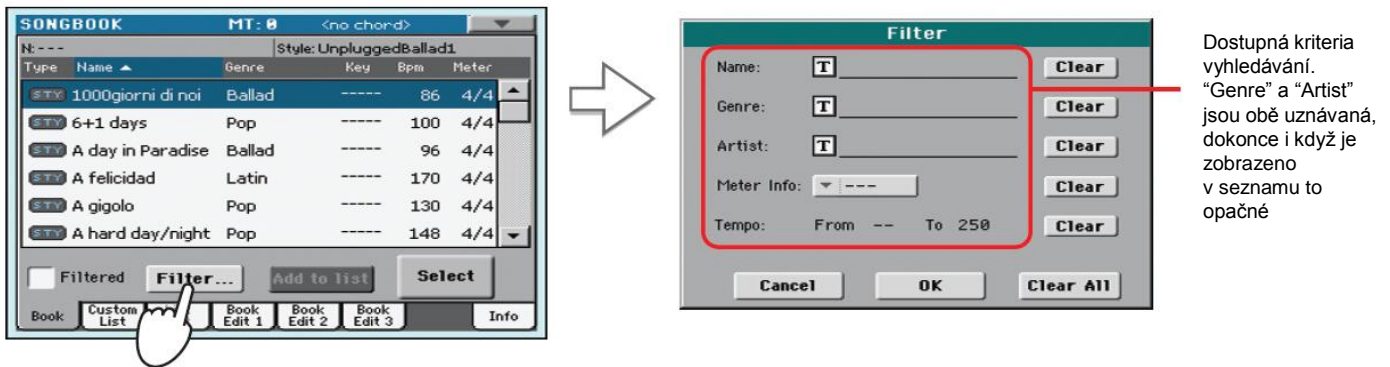 SONGBOOK MT: 0 <no chord>
N:--- Style: UnpluggedBallad1
Type Name Genre Key Bpm Meter
STY 1000giorni di noi Ballad ----- 86 4/4
STY 6+1 days Pop ----- 100 4/4
STY A day in Paradise Ballad ----- 96 4/4
STY A felicidad Latin ----- 170 4/4
STY A gigolo Pop ----- 130 4/4
STY A hard day/night Pop ----- 148 4/4
Filtered Filter... Add to list Select
Book Custom List Book Edit 1 Book Edit 2 Book Edit 3 Info
Filter
Name: T Clear
Genre: T Clear
Artist: T Clear
Meter Info: --- Clear
Tempo: From -- To 250 Clear
Cancel OK Clear All
Dostupná kriteria
vyhledávání.
“Genre” a “Artist”
jsou obě uznávaná,
dokonce i když je
zobrazeno
v seznamu to
opačné